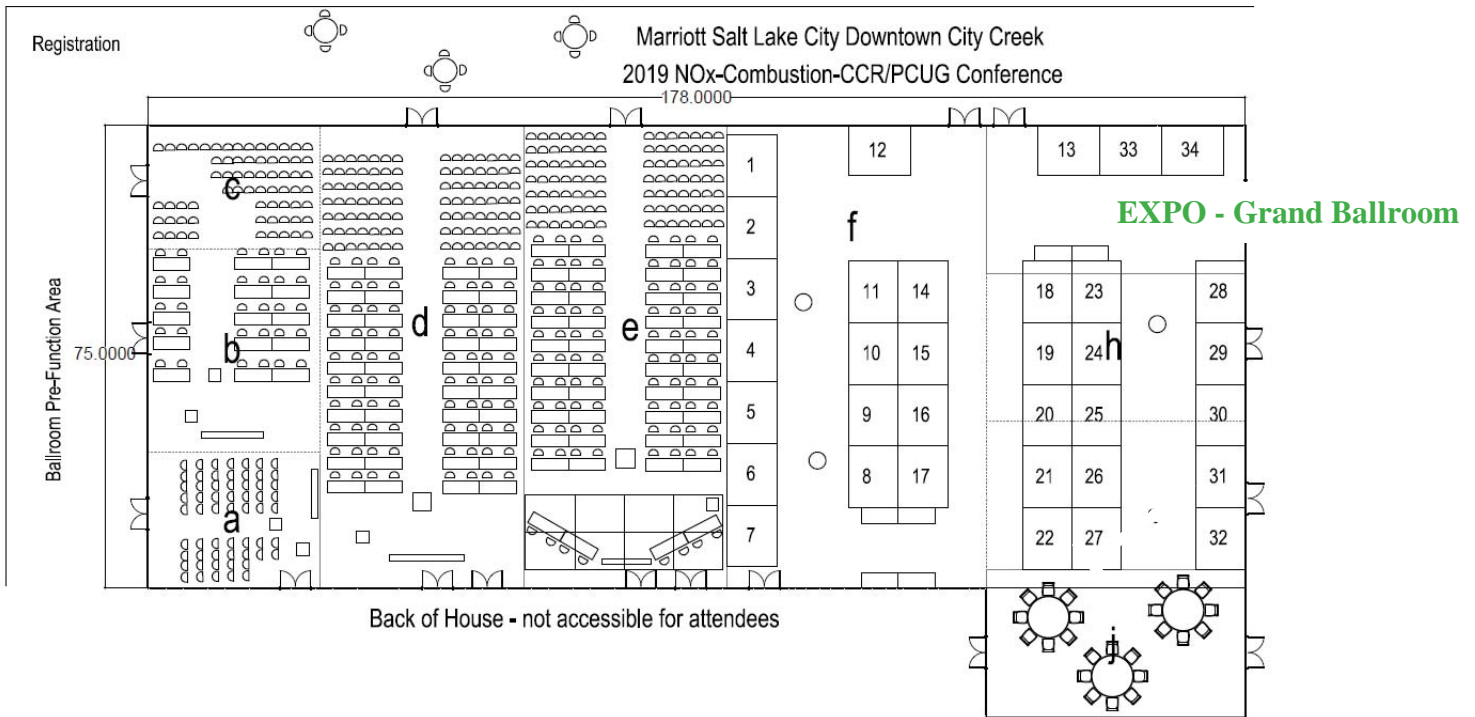 Registration
Marriott Salt Lake City Downtown City Creek
2019 NOx-Combustion-CCR/PCUG Conference
178.0000
EXPO - Grand Ballroom
Ballroom Pre-Function Area
75.0000
a
b
c
d
e
f
h
j
1
2
3
4
5
6
7
12
13 33 34
11 14
10 15
9 16
8 17
18 23
19 24
20 25
21 26
22 27
28
29
30
31
32
Back of House - not accessible for attendees